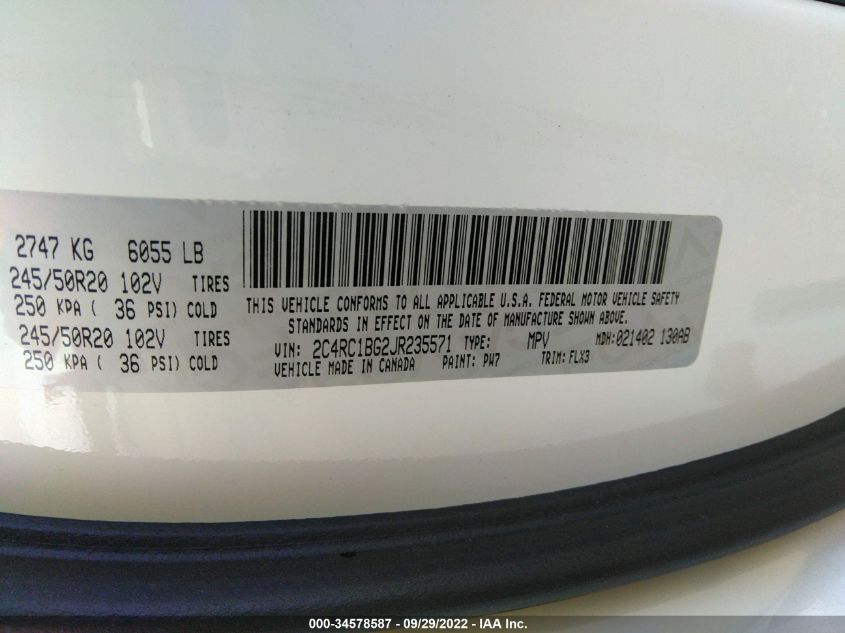 2747 KG 6055 LB
245/50R20 102V TIRES
250 KPA ( 36 PSI) COLD
245/50R20 102V TIRES
250 KPA ( 36 PSI) COLD
THIS VEHICLE CONFORMS TO ALL APPLICABLE U.S.A. FEDERAL MOTOR VEHICLE SAFETY
STANDARDS IN EFFECT ON THE DATE OF MANUFACTURE SHOWN ABOVE.
VIN: 2C4RC1BG2JR235571 TYPE: MPV MDH:021402 130AB
VEHICLE MADE IN CANADA PAINT: PW7 TRIM: FLX3
000-34578587 - 09/29/2022 - IAA Inc.